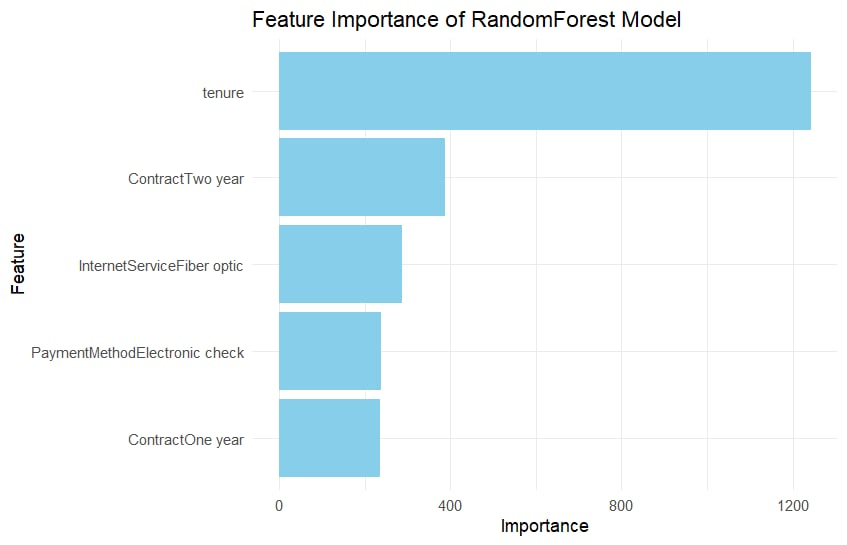 Feature Importance of RandomForest Model
Feature
tenure
ContractTwo year
InternetServiceFiber optic
PaymentMethodElectronic check
ContractOne year
0 400 800 1200
Importance